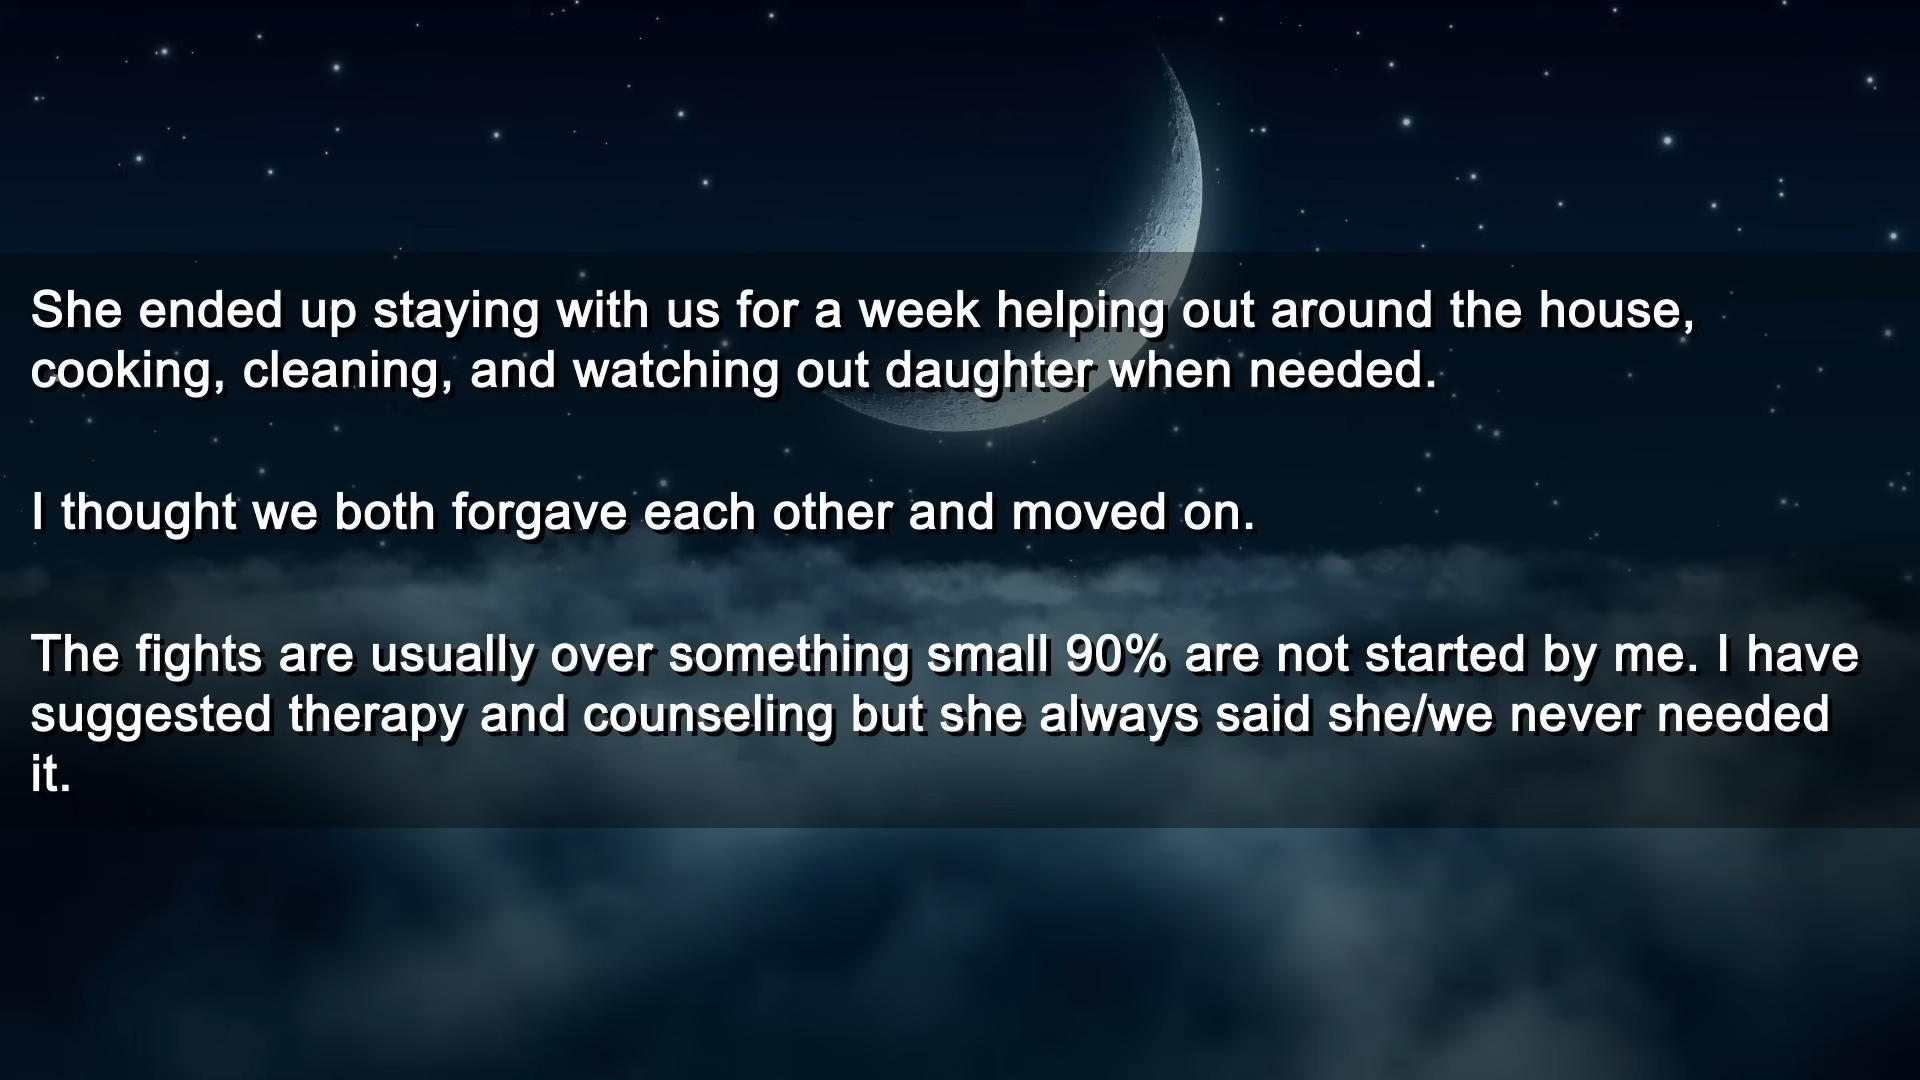 She ended up staying with us for a week helping out around the house,
cooking, cleaning, and watching out daughter when needed.
I thought we both forgave each other and moved on.
The fights are usually over something small 90% are not started by me. I have
suggested therapy and counseling but she always said she/we never needed
it.